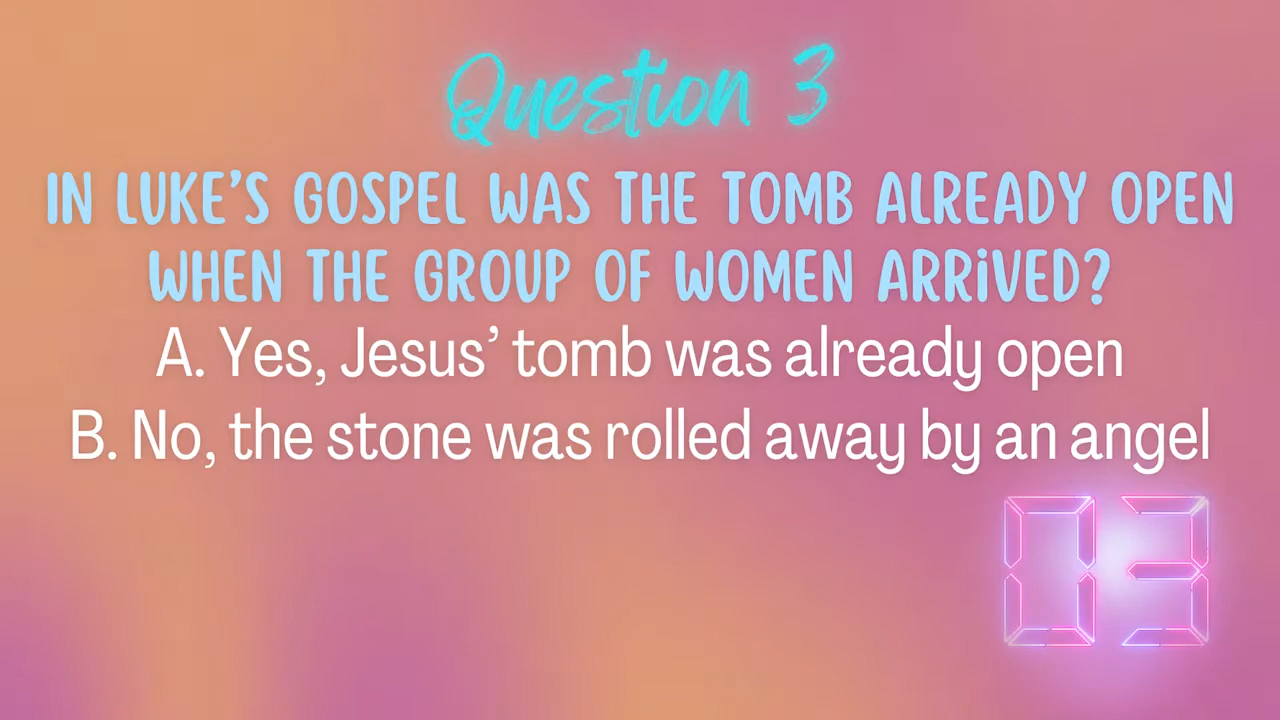 Question 3
IN LUKE'S GOSPEL WAS THE TOMB ALREADY OPEN
WHEN THE GROUP OF WOMEN ARRiVED?
A. Yes, Jesus’ tomb was already open
B. No, the stone was rolled away by an angel
03